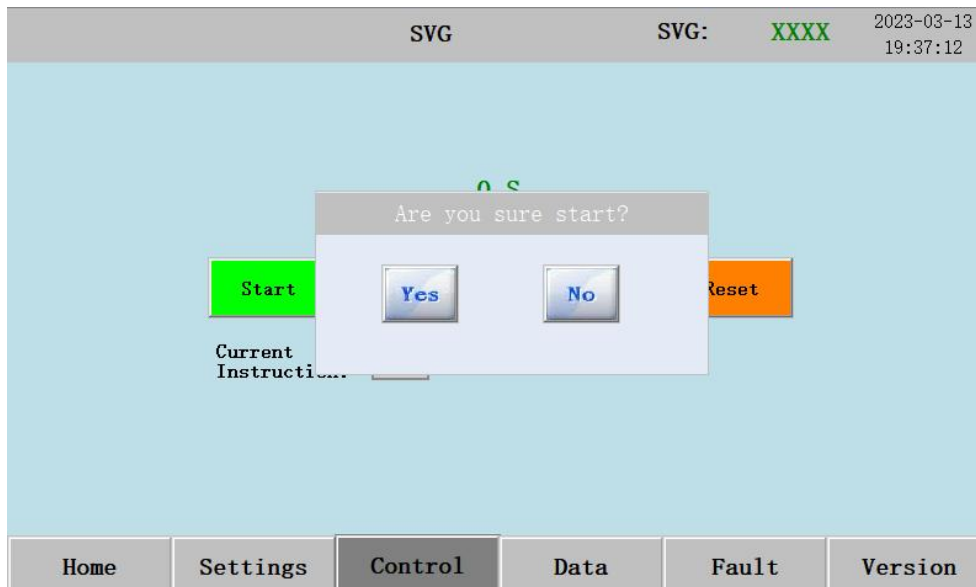 SVG SVG: XXXX 2023-03-13
19:37:12
Are you sure start?
Start Yes No Reset
Current
Home Settings Control Data Fault Version